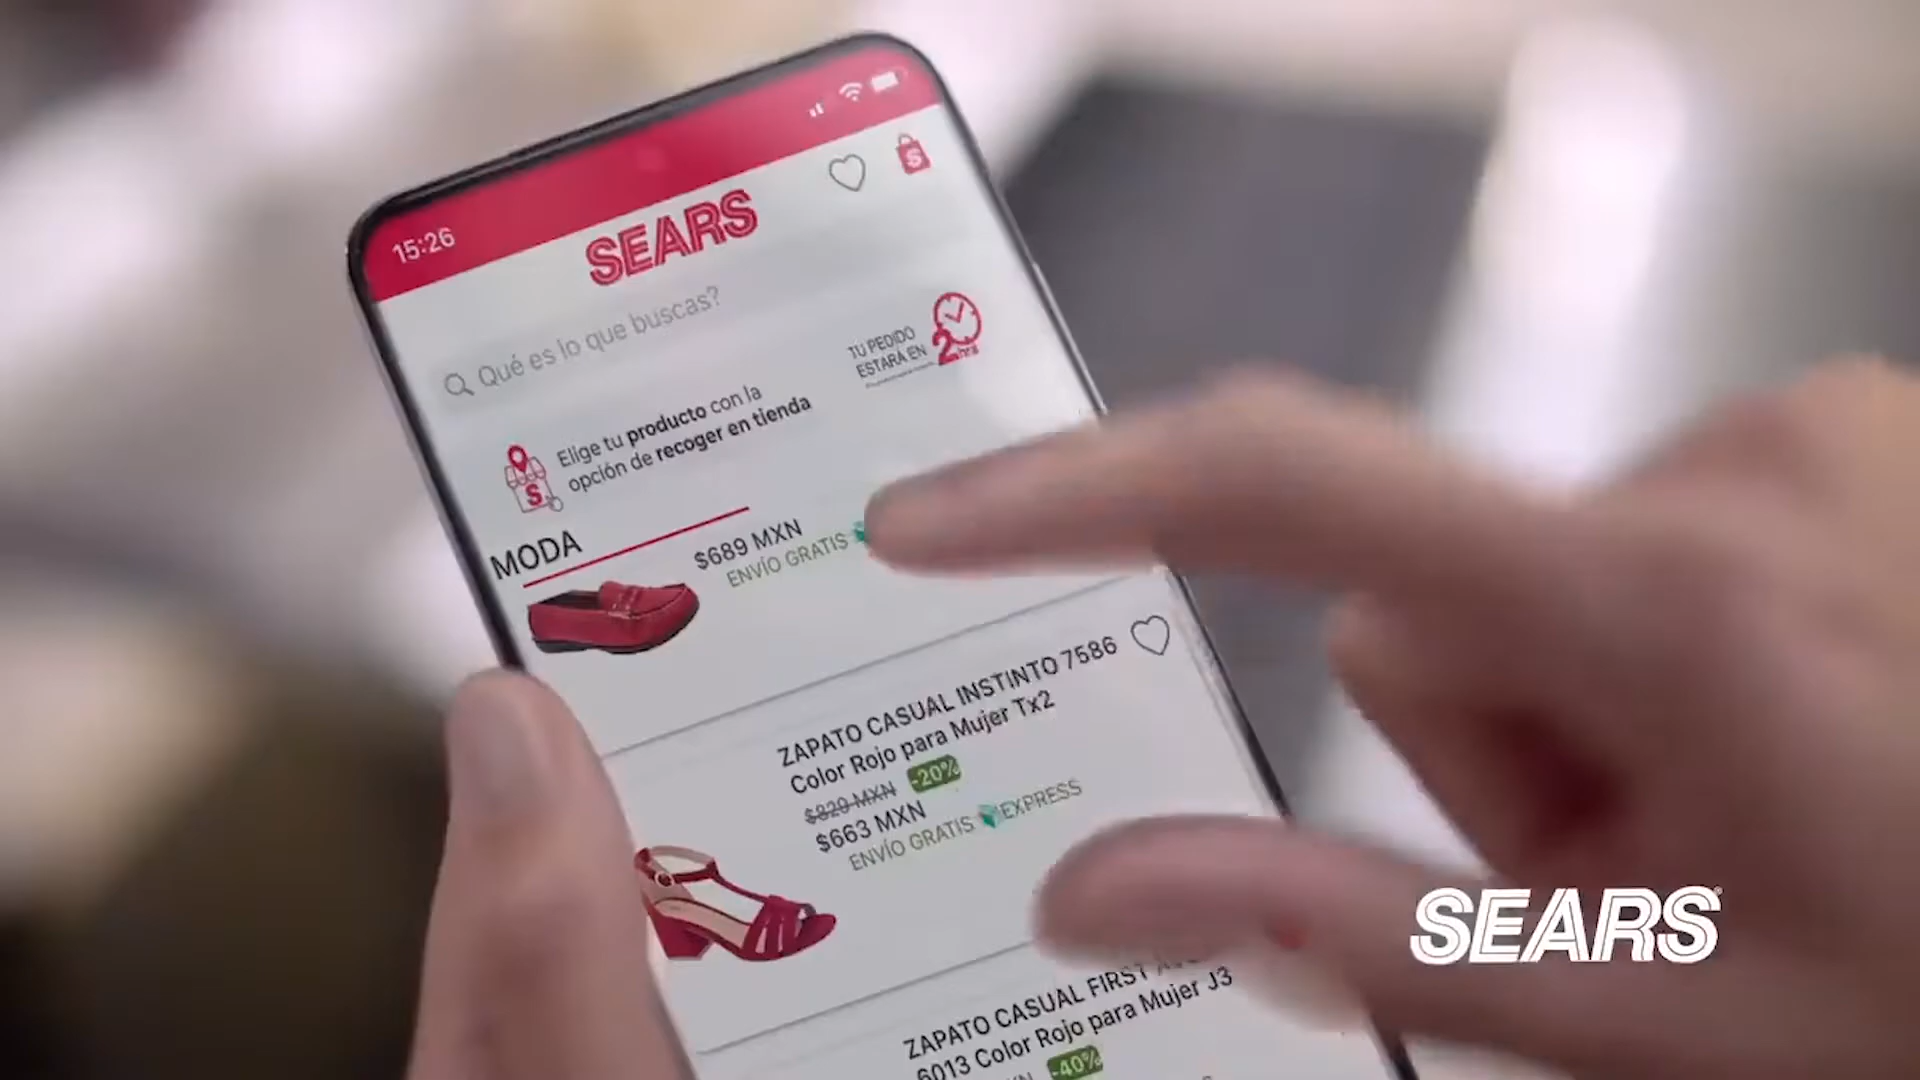 15:26
SEARS
S
Qué es lo que buscas?
TU PEDIDO
ESTARÁ EN 2hrs
Elige tu producto con la
opción de recoger en tienda
S
MODA
$689 MXN
ENVÍO GRATIS
ZAPATO CASUAL INSTINTO 7586
Color Rojo para Mujer Tx2
$829 MXN -20%
$663 MXN
ENVÍO GRATIS EXPRESS
ZAPATO CASUAL FIRST
6013 Color Rojo para Mujer J3
-40%
SEARS